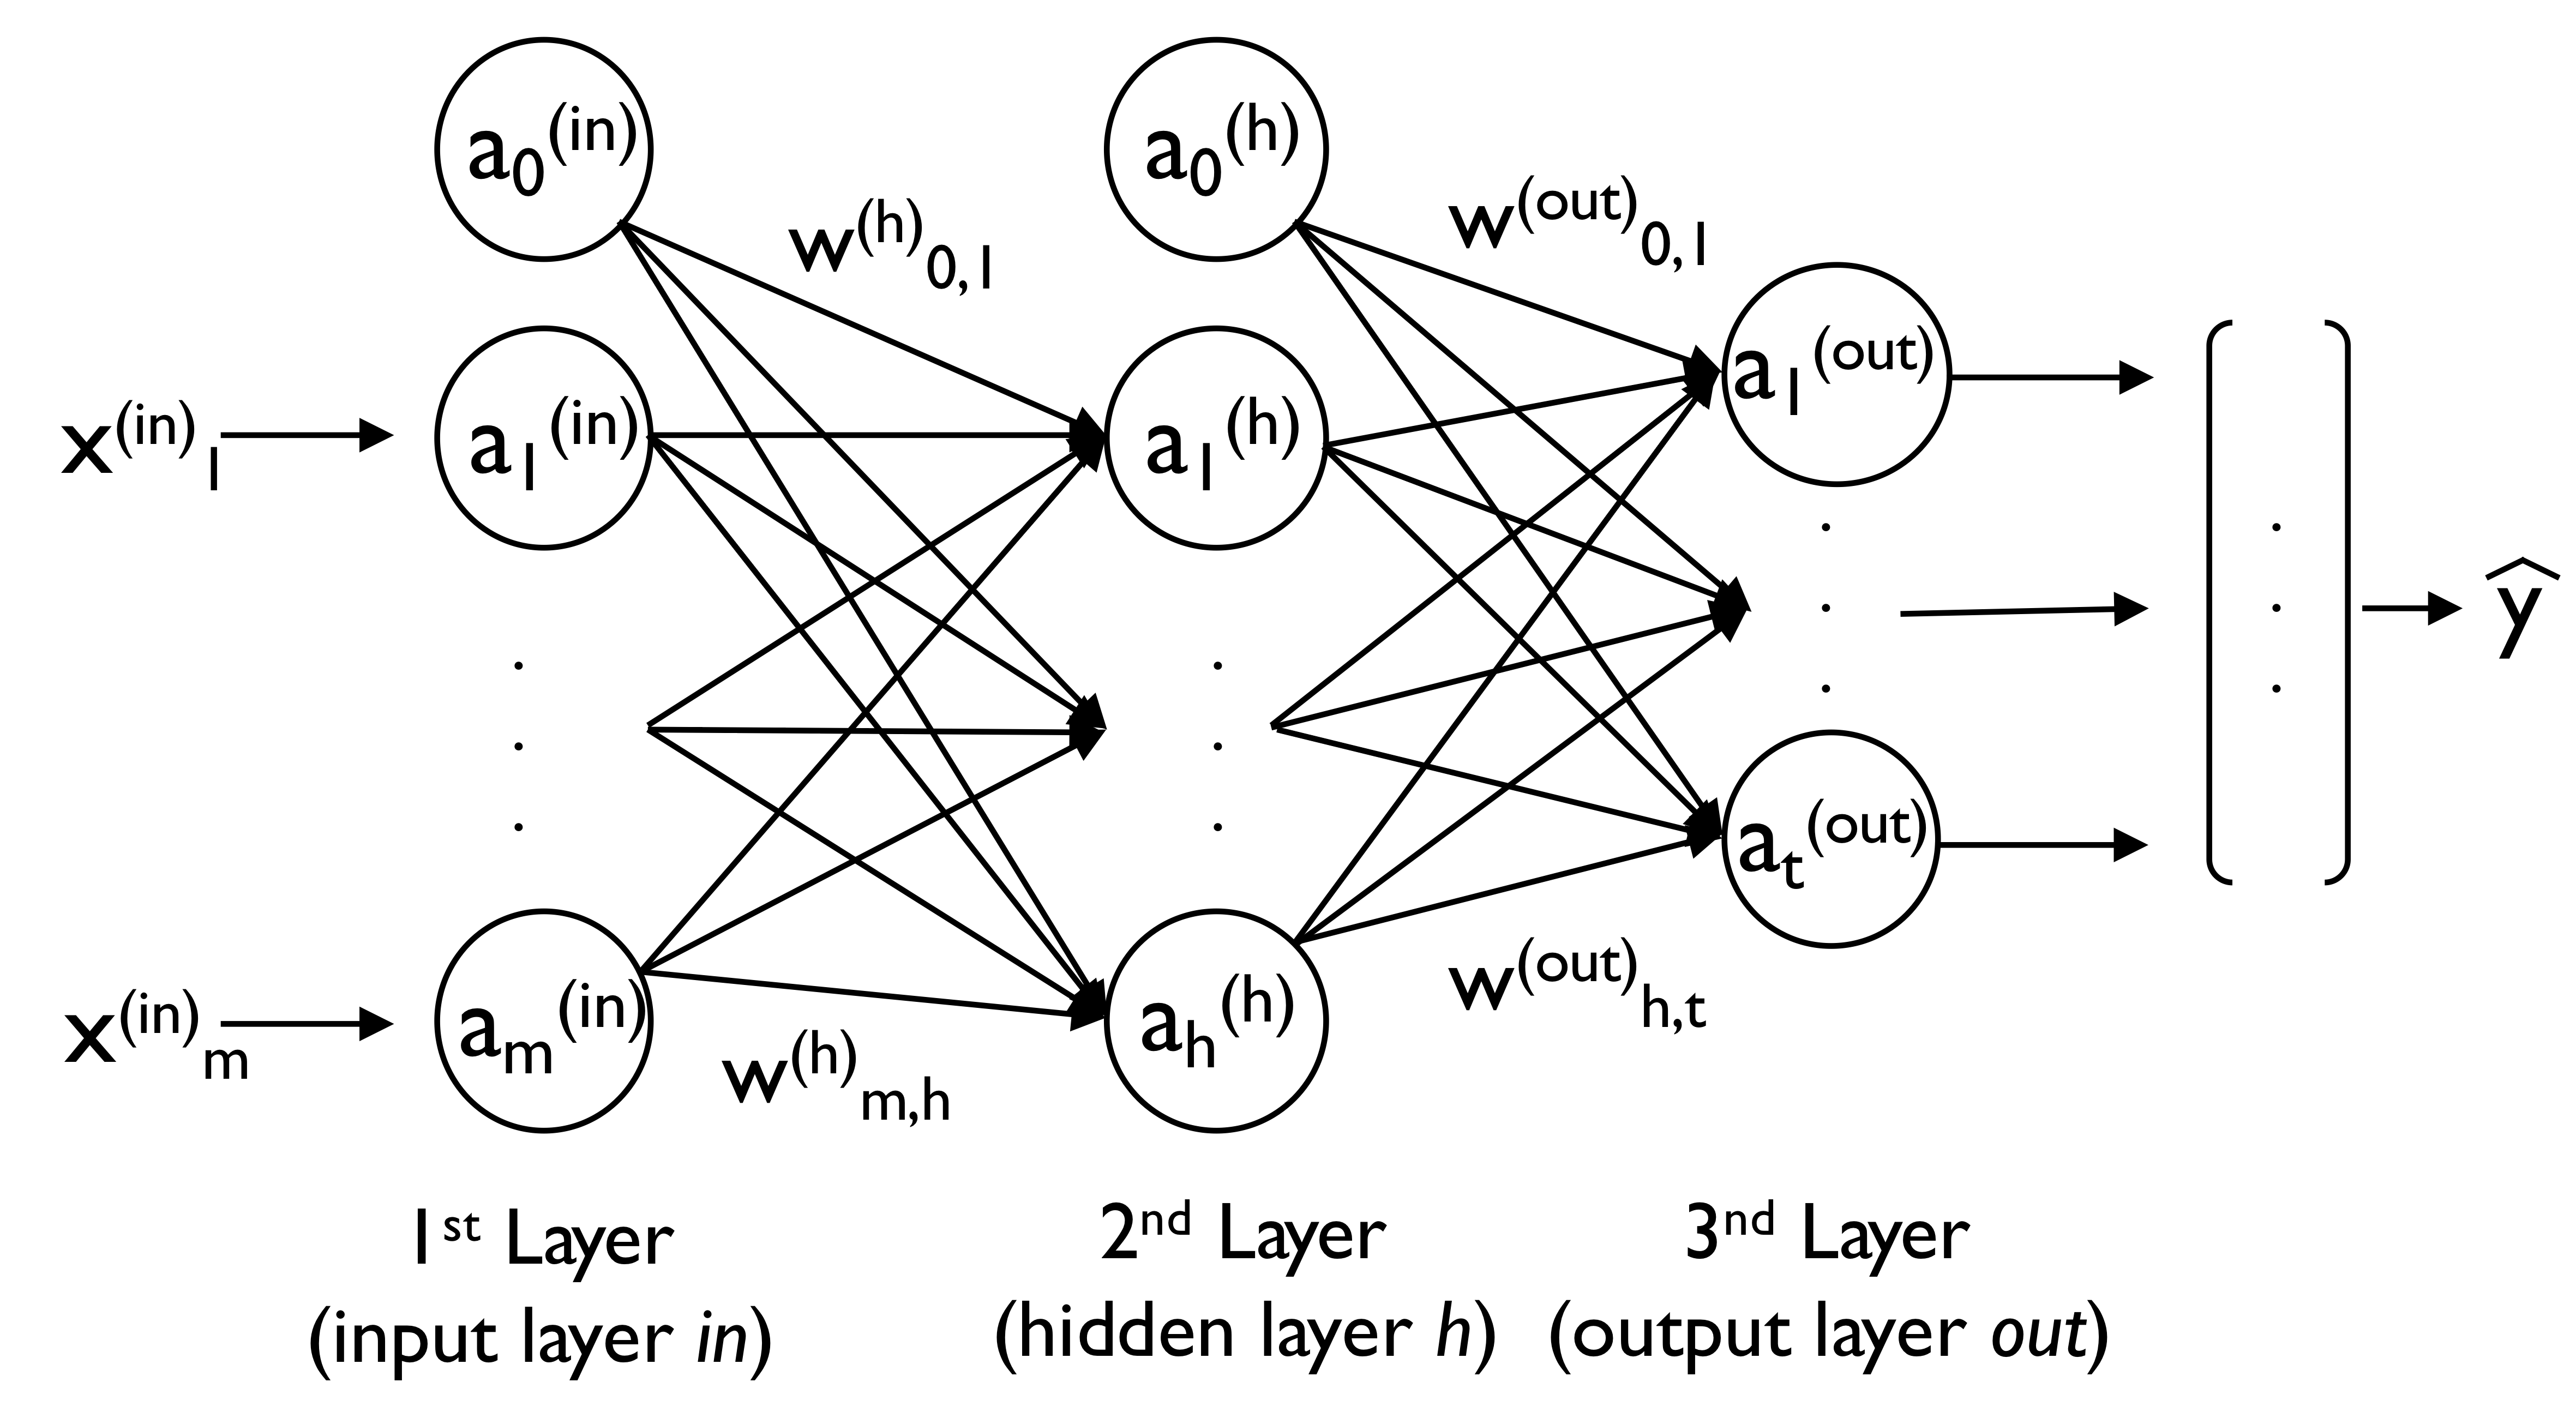 a₀⁽ⁱⁿ⁾
a₀⁽ʰ⁾
w⁽ʰ⁾₀,₁
w⁽ᵒᵘᵗ⁾₀,₁
x⁽ⁱⁿ⁾₁
a₁⁽ⁱⁿ⁾
a₁⁽ʰ⁾
a₁⁽ᵒᵘᵗ⁾
ŷ
x⁽ⁱⁿ⁾ₘ
aₘ⁽ⁱⁿ⁾
aₕ⁽ʰ⁾
aₜ⁽ᵒᵘᵗ⁾
w⁽ʰ⁾ₘ,ₕ
w⁽ᵒᵘᵗ⁾ₕ,ₜ
1ˢᵗ Layer
(input layer in)
2ⁿᵈ Layer
(hidden layer h)
3ⁿᵈ Layer
(output layer out)